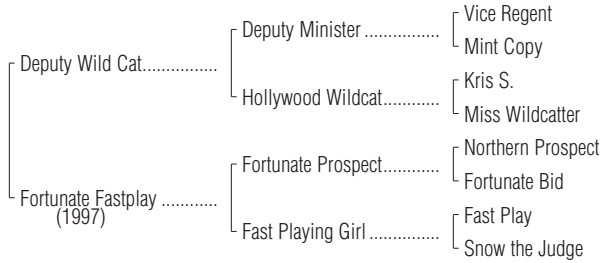 Vice Regent
Deputy Minister ................
Mint Copy
Deputy Wild Cat................
Kris S.
Hollywood Wildcat............
Miss Wildcatter
Northern Prospect
Fortunate Prospect............
Fortunate Bid
Fortunate Fastplay ............
(1997)
Fast Play
Fast Playing Girl ...............
Snow the Judge